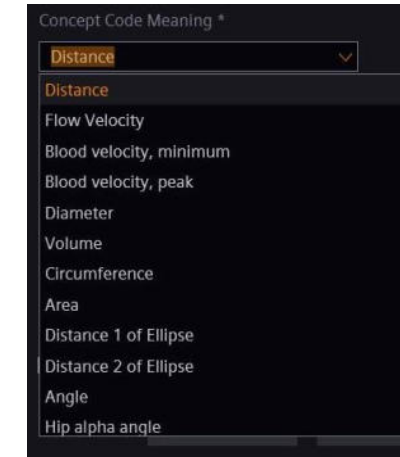 Concept Code Meaning *
Distance
Distance
Flow Velocity
Blood velocity, minimum
Blood velocity, peak
Diameter
Volume
Circumference
Area
Distance 1 of Ellipse
Distance 2 of Ellipse
Angle
Hip alpha angle